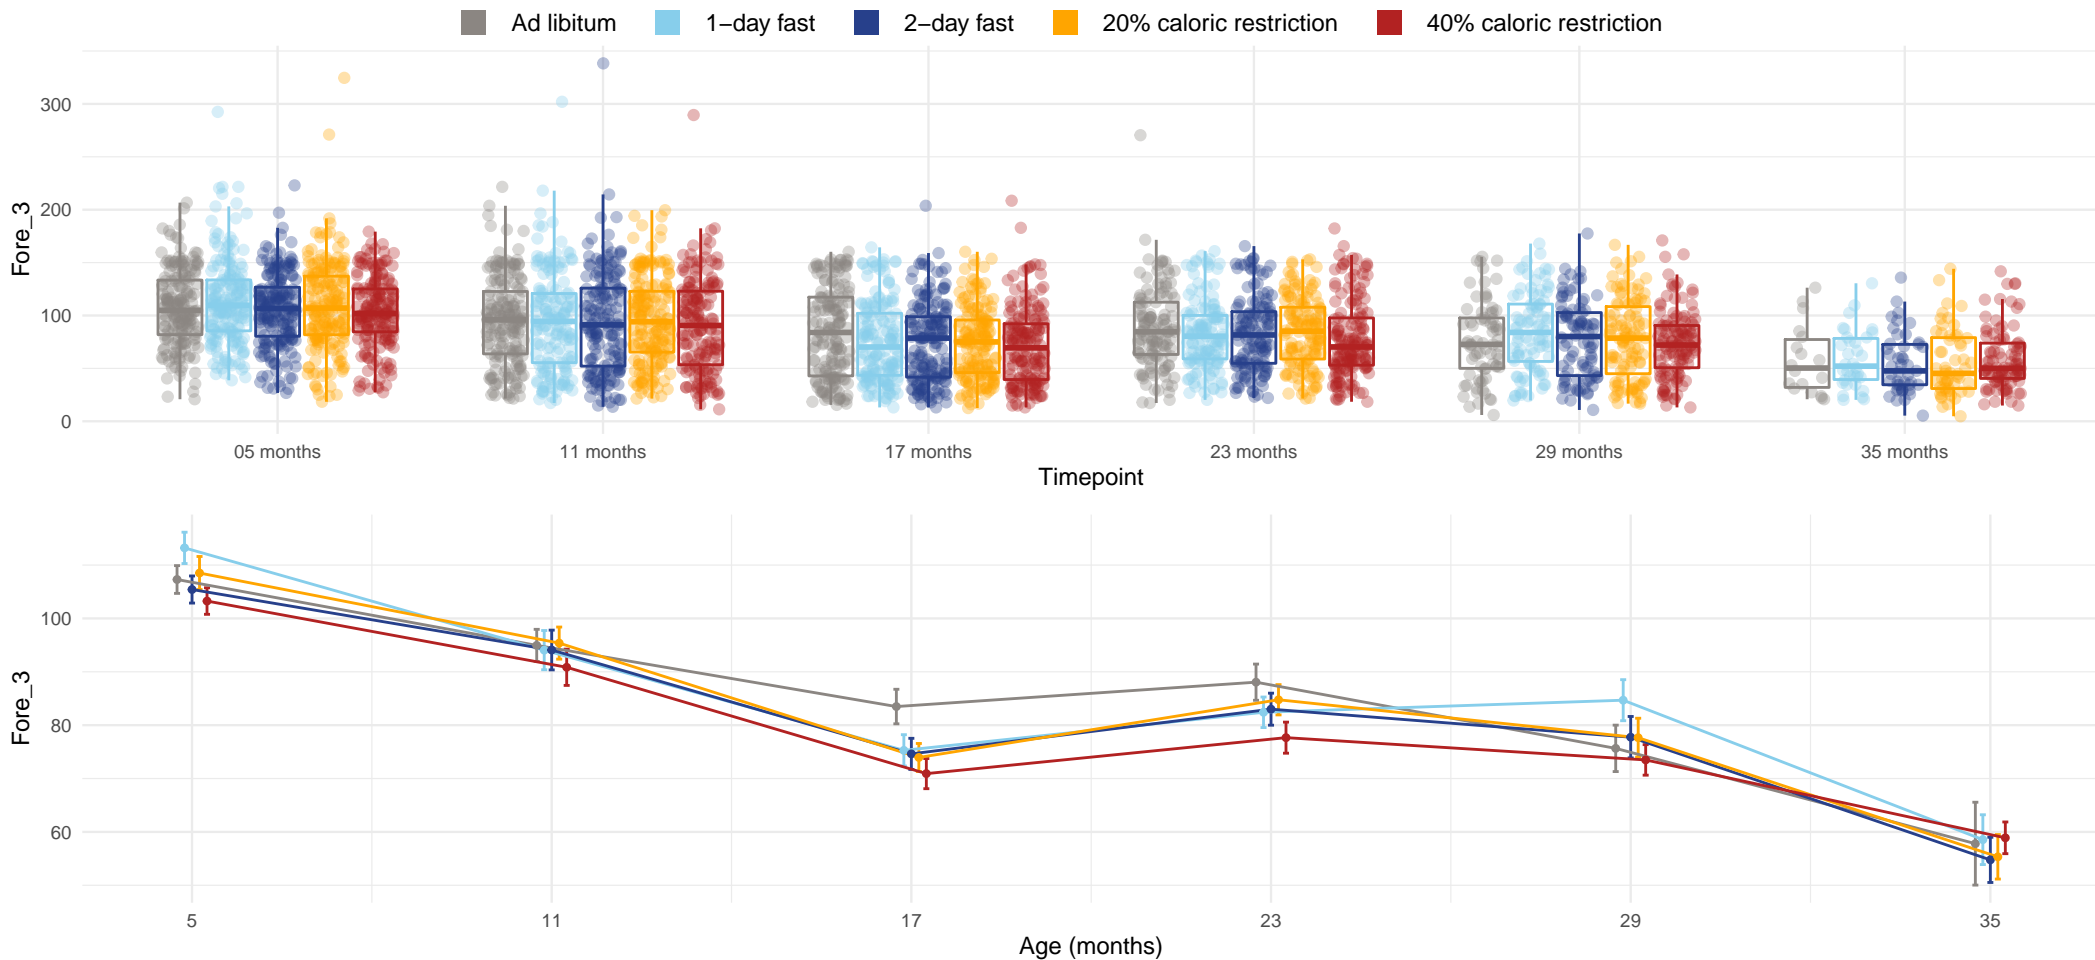 Ad libitum 1−day fast 2−day fast 20% caloric restriction 40% caloric restriction
Fore_3
300
200
100
0
05 months 11 months 17 months 23 months 29 months 35 months
Timepoint
Fore_3
100
80
60
5 11 17 23 29 35
Age (months)